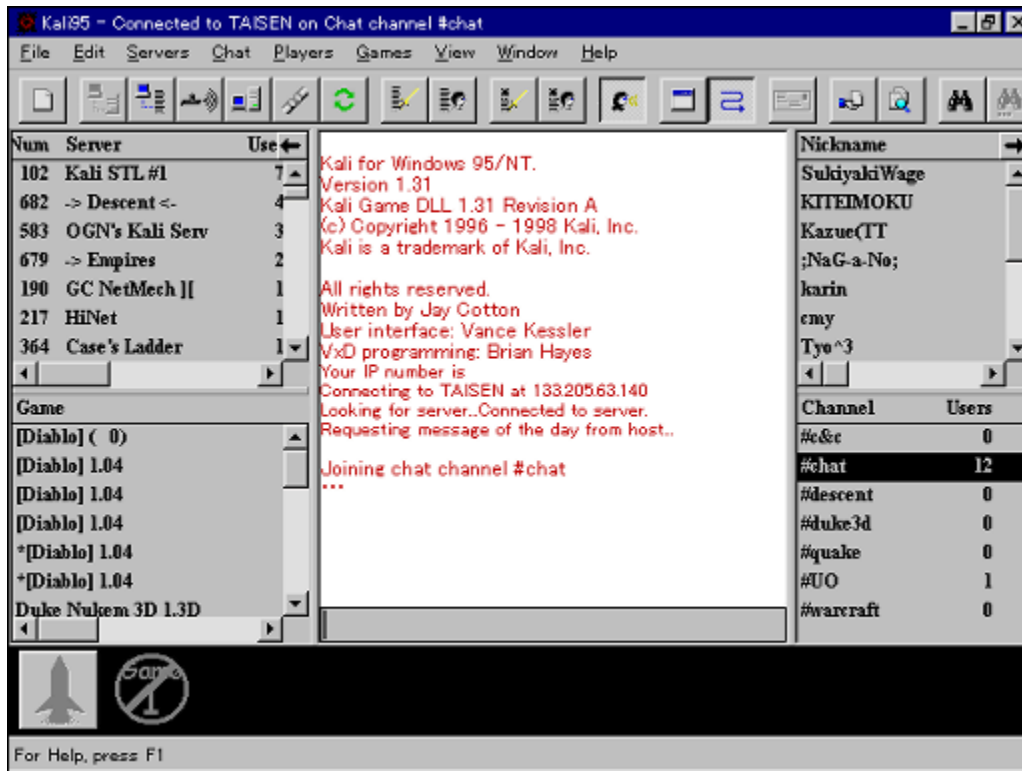 Kali95 - Connected to TAISEN on Chat channel #chat
File Edit Servers Chat Players Games View Window Help
Num Server Use
102 Kali STL #1 7
682 -> Descent <- 4
583 OGN's Kali Serv 3
679 -> Empires 2
190 GC NetMech ][ 1
217 HiNet 1
364 Case's Ladder 1
Game
[Diablo] ( 0)
[Diablo] 1.04
[Diablo] 1.04
[Diablo] 1.04
*[Diablo] 1.04
*[Diablo] 1.04
Duke Nukem 3D 1.3D
Kali for Windows 95/NT.
Version 1.31
Kali Game DLL 1.31 Revision A
(c) Copyright 1996 - 1998 Kali, Inc.
Kali is a trademark of Kali, Inc.
All rights reserved.
Written by Jay Cotton
User interface: Vance Kessler
VxD programming: Brian Hayes
Your IP number is
Connecting to TAISEN at 133.205.63.140
Looking for server..Connected to server.
Requesting message of the day from host..
Joining chat channel #chat
...
Nickname
SukiyakiWage
KITEIMOKU
Kazue(TT
;NaG-a-No;
karin
emy
Tyo^3
Channel Users
#c&c 0
#chat 12
#descent 0
#duke3d 0
#quake 0
#UO 1
#warcraft 0
Game
1
For Help, press F1